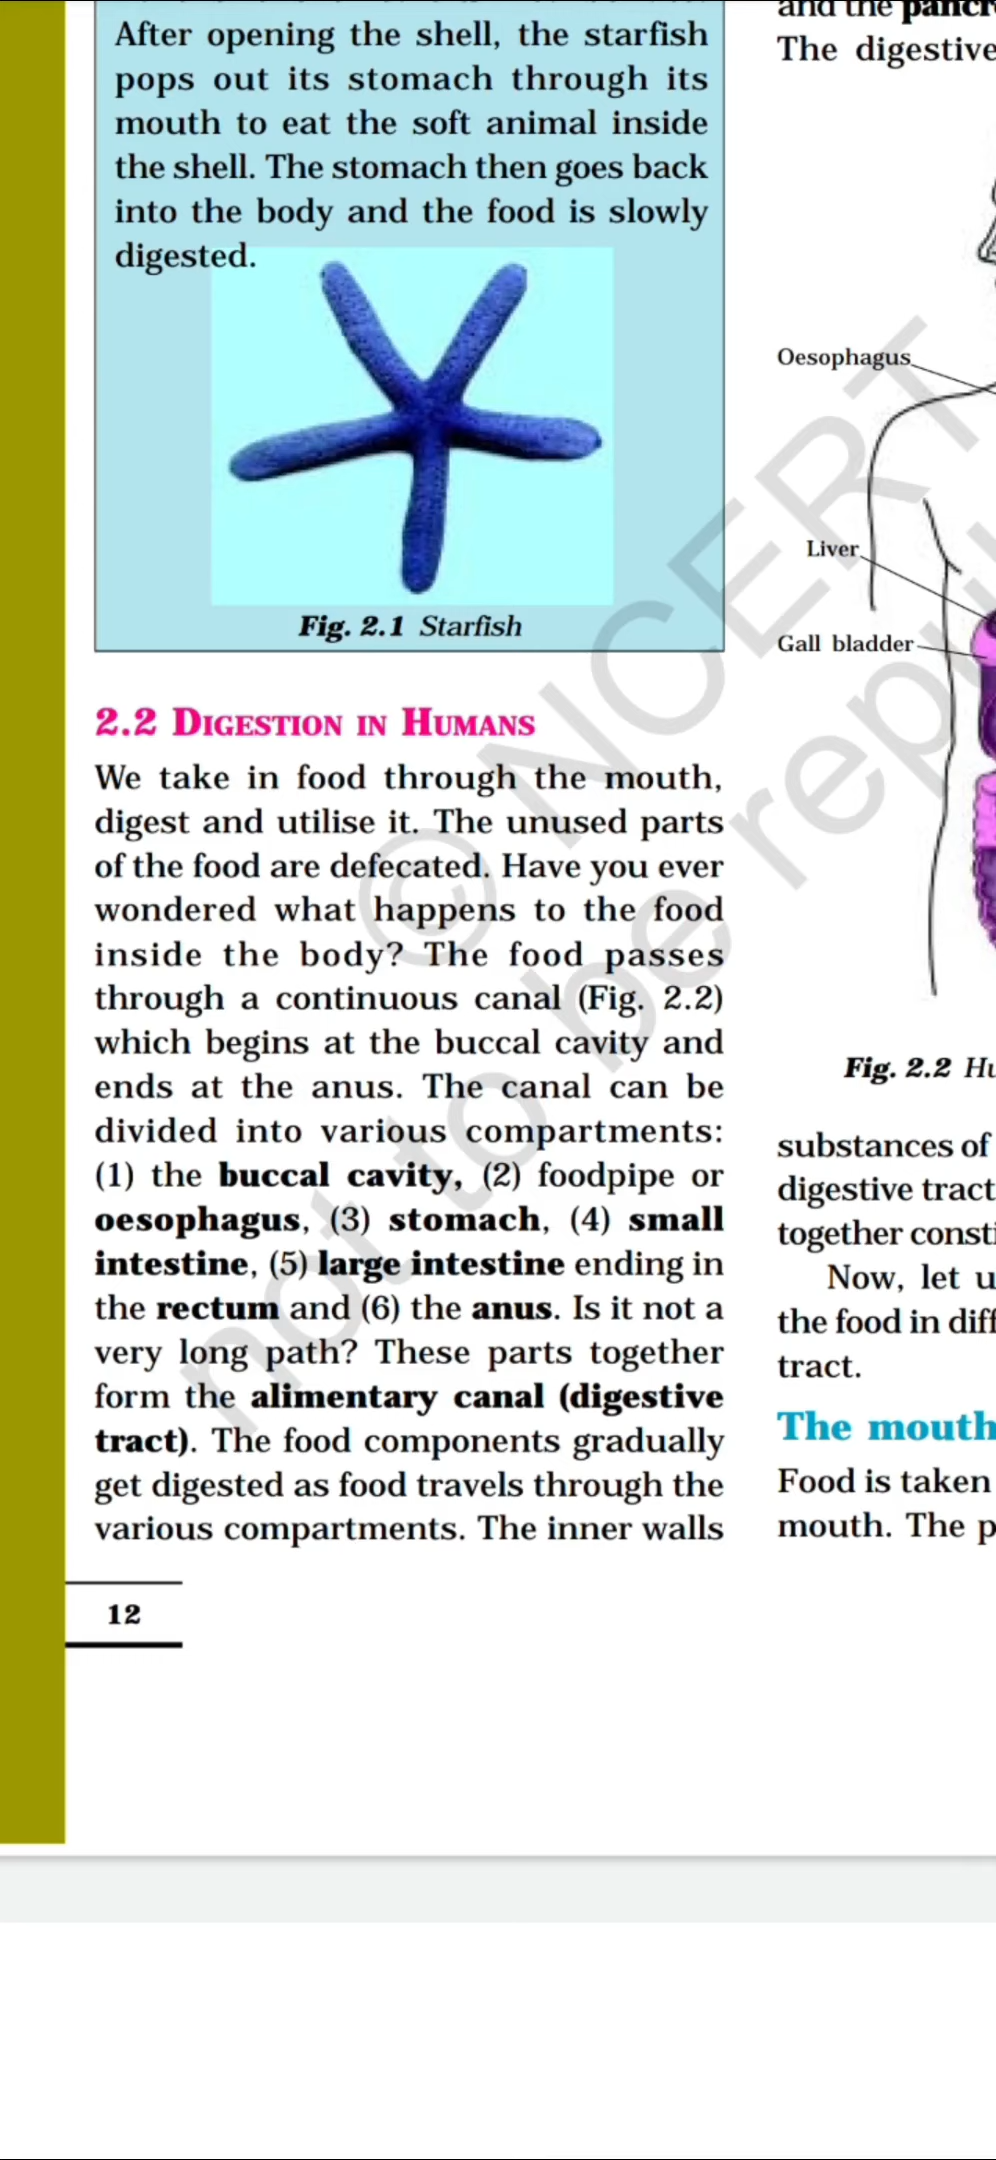 After opening the shell, the starfish
pops out its stomach through its
mouth to eat the soft animal inside
the shell. The stomach then goes back
into the body and the food is slowly
digested.
Fig. 2.1 Starfish
2.2 DIGESTION IN HUMANS
We take in food through the mouth,
digest and utilise it. The unused parts
of the food are defecated. Have you ever
wondered what happens to the food
inside the body? The food passes
through a continuous canal (Fig. 2.2)
which begins at the buccal cavity and
ends at the anus. The canal can be
divided into various compartments:
(1) the buccal cavity, (2) foodpipe or
oesophagus, (3) stomach, (4) small
intestine, (5) large intestine ending in
the rectum and (6) the anus. Is it not a
very long path? These parts together
form the alimentary canal (digestive
tract). The food components gradually
get digested as food travels through the
various compartments. The inner walls
12
and the
The digestive
Oesophagus
Liver
Gall bladder
Fig. 2.2
substances of
digestive tract
together
Now, let
the food in
tract.
The mouth
Food is taken
mouth. The
© NCERT
not to be